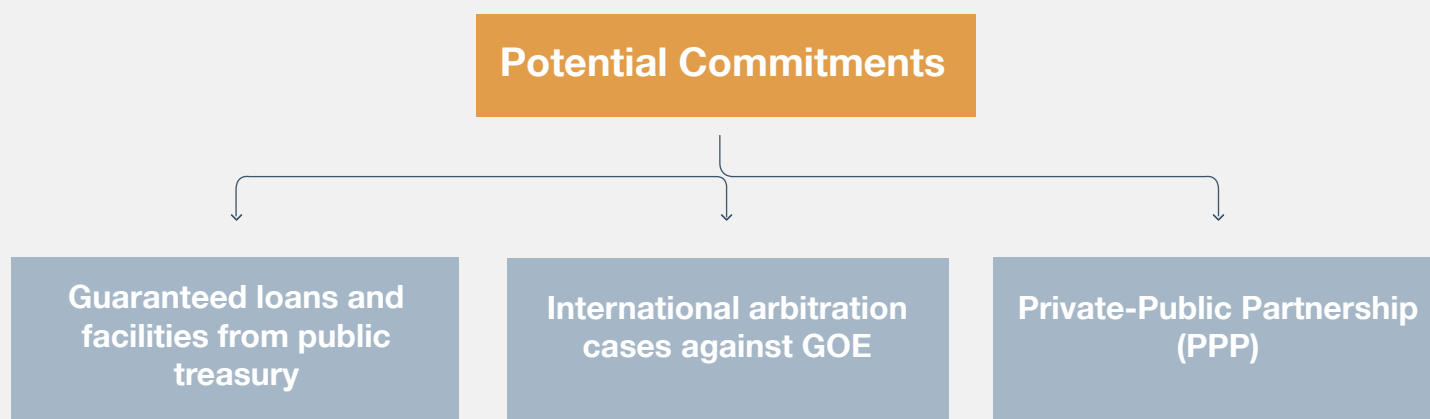 Potential Commitments
Guaranteed loans and
facilities from public
treasury
International arbitration
cases against GOE
Private-Public Partnership
(PPP)